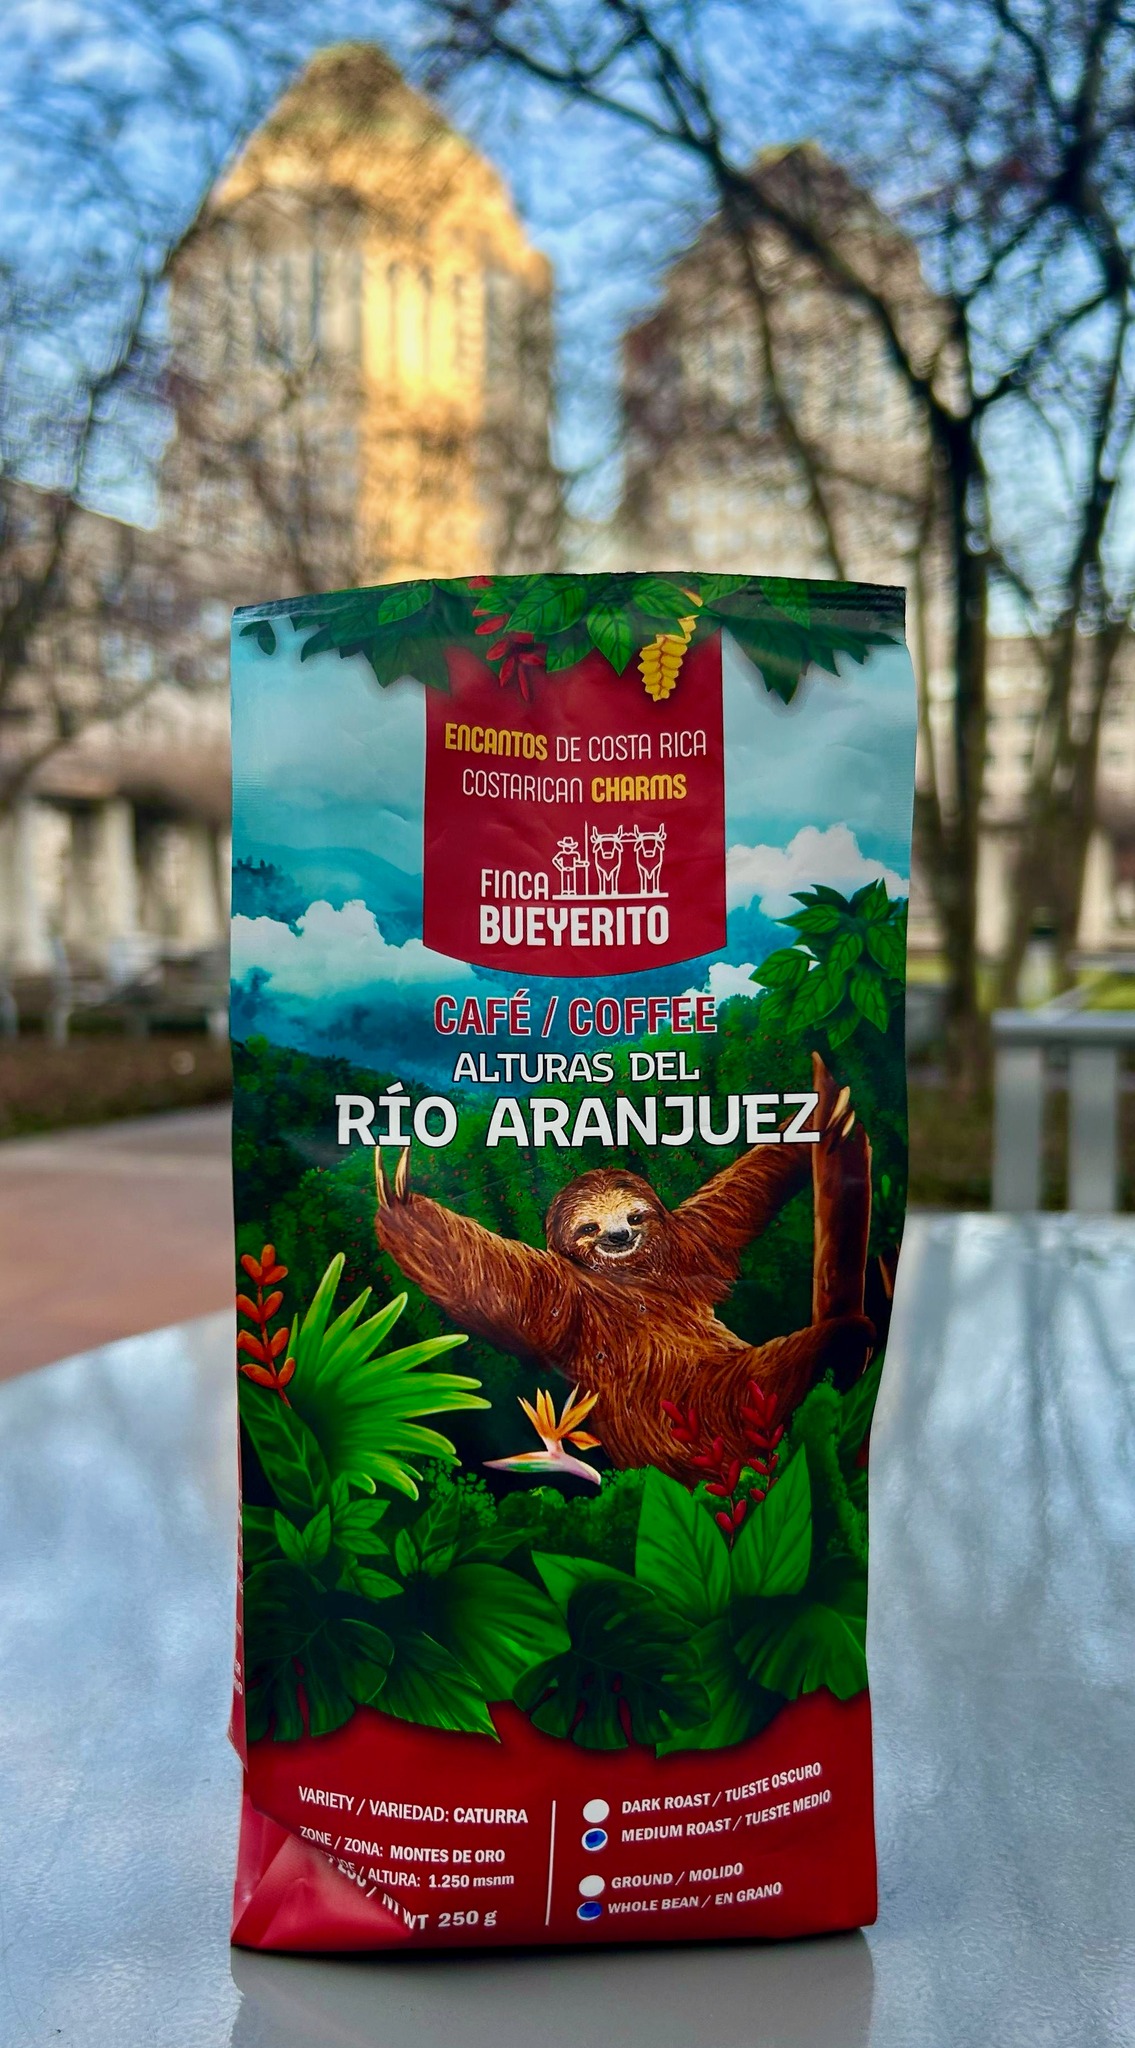 ENCANTOS DE COSTA RICA
COSTARICAN CHARMS
FINCA
BUEYERITO
CAFÉ / COFFEE
ALTURAS DEL
RÍO ARANJUEZ
VARIETY / VARIEDAD: CATURRA
ZONE / ZONA: MONTES DE ORO
/ ALTURA: 1.250 msnm
WT 250 g
DARK ROAST / TUESTE OSCURO
MEDIUM ROAST / TUESTE MEDIO
GROUND / MOLIDO
WHOLE BEAN / EN GRANO